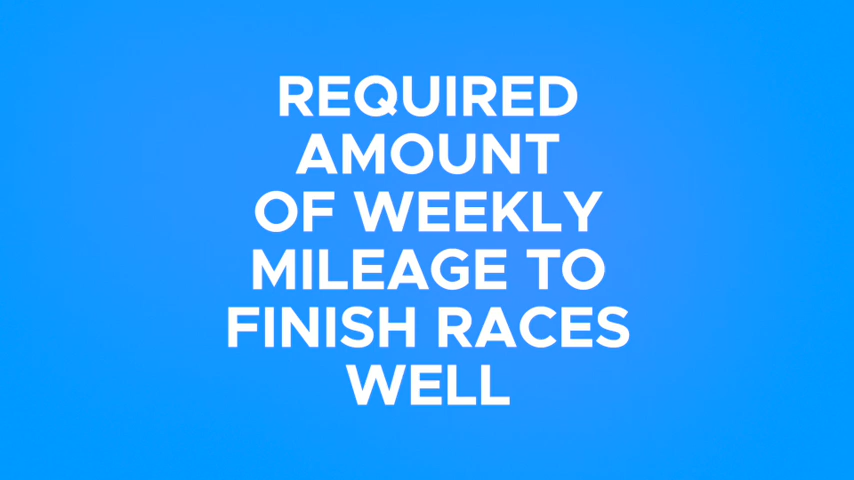 REQUIRED
AMOUNT
OF WEEKLY
MILEAGE TO
FINISH RACES
WELL